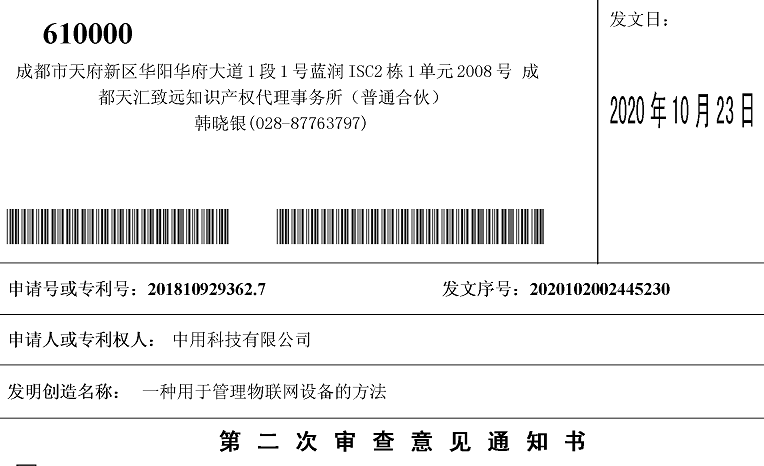 610000
成都市天府新区华阳华府大道1段1号蓝润ISC2栋1单元2008号 成
都天汇致远知识产权代理事务所（普通合伙）
韩晓银(028-87763797)
发文日：
2020年10月23日
申请号或专利号：201810929362.7 发文序号：2020102002445230
申请人或专利权人： 中用科技有限公司
发明创造名称： 一种用于管理物联网设备的方法
第二次审查意见通知书